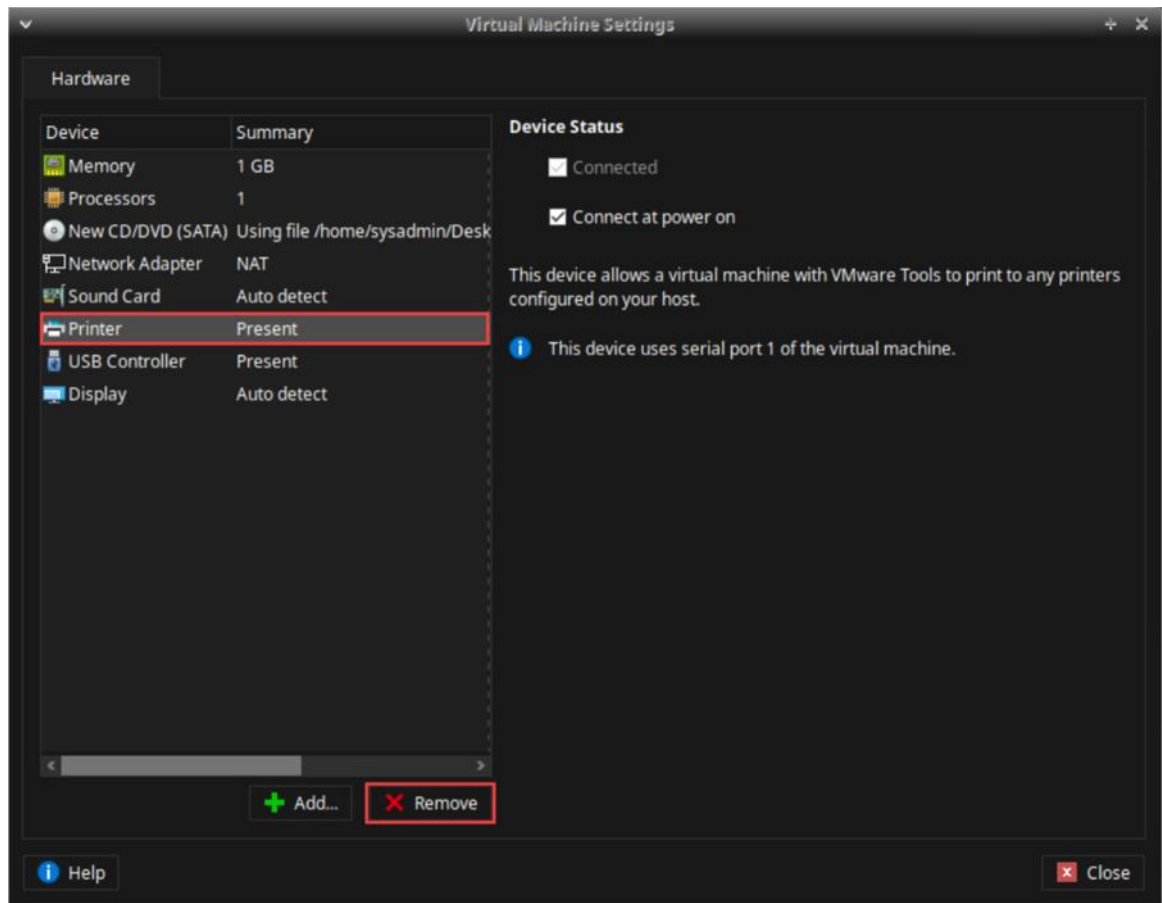 Virtual Machine Settings
Hardware
Device Summary
Memory 1 GB
Processors 1
New CD/DVD (SATA) Using file /home/sysadmin/Desk
Network Adapter NAT
Sound Card Auto detect
Printer Present
USB Controller Present
Display Auto detect
Add...
Remove
Device Status
Connected
Connect at power on
This device allows a virtual machine with VMware Tools to print to any printers
configured on your host.
This device uses serial port 1 of the virtual machine.
Help
Close